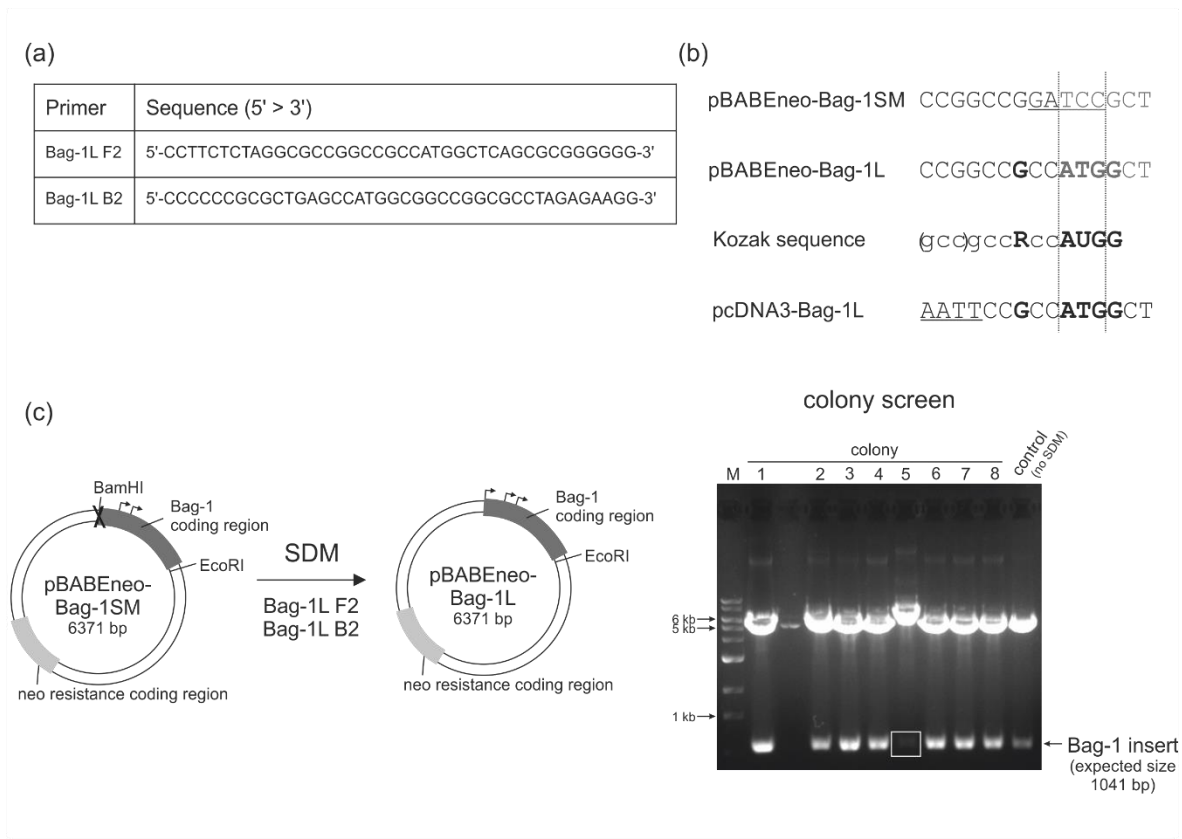 (a)
Primer Sequence (5' > 3')
Bag-1L F2 5'-CCTTCTCTAGGCGCCGGCCGCCATGGCTCAGCGCGGGGGG-3'
Bag-1L B2 5'-CCCCCCGCGCTGAGCCATGGCGGCCGGCGCCTAGAGAAGG-3'
(b)
pBABEneo-Bag-1SM CCGGCCGGATCCGCT
pBABEneo-Bag-1L CCGGCCGCCATGGCT
Kozak sequence (gcc)gccRccAUGG
pcDNA3-Bag-1L AATTCCGCCATGGCT
(c)
BamHI
Bag-1
coding region
EcoRI
pBABEneo-
Bag-1SM
6371 bp
neo resistance coding region
SDM
Bag-1L F2
Bag-1L B2
Bag-1
coding region
EcoRI
pBABEneo-
Bag-1L
6371 bp
neo resistance coding region
colony screen
colony
M 1 2 3 4 5 6 7 8 control
(no SDM)
6 kb
5 kb
1 kb
Bag-1 insert
(expected size
1041 bp)
X